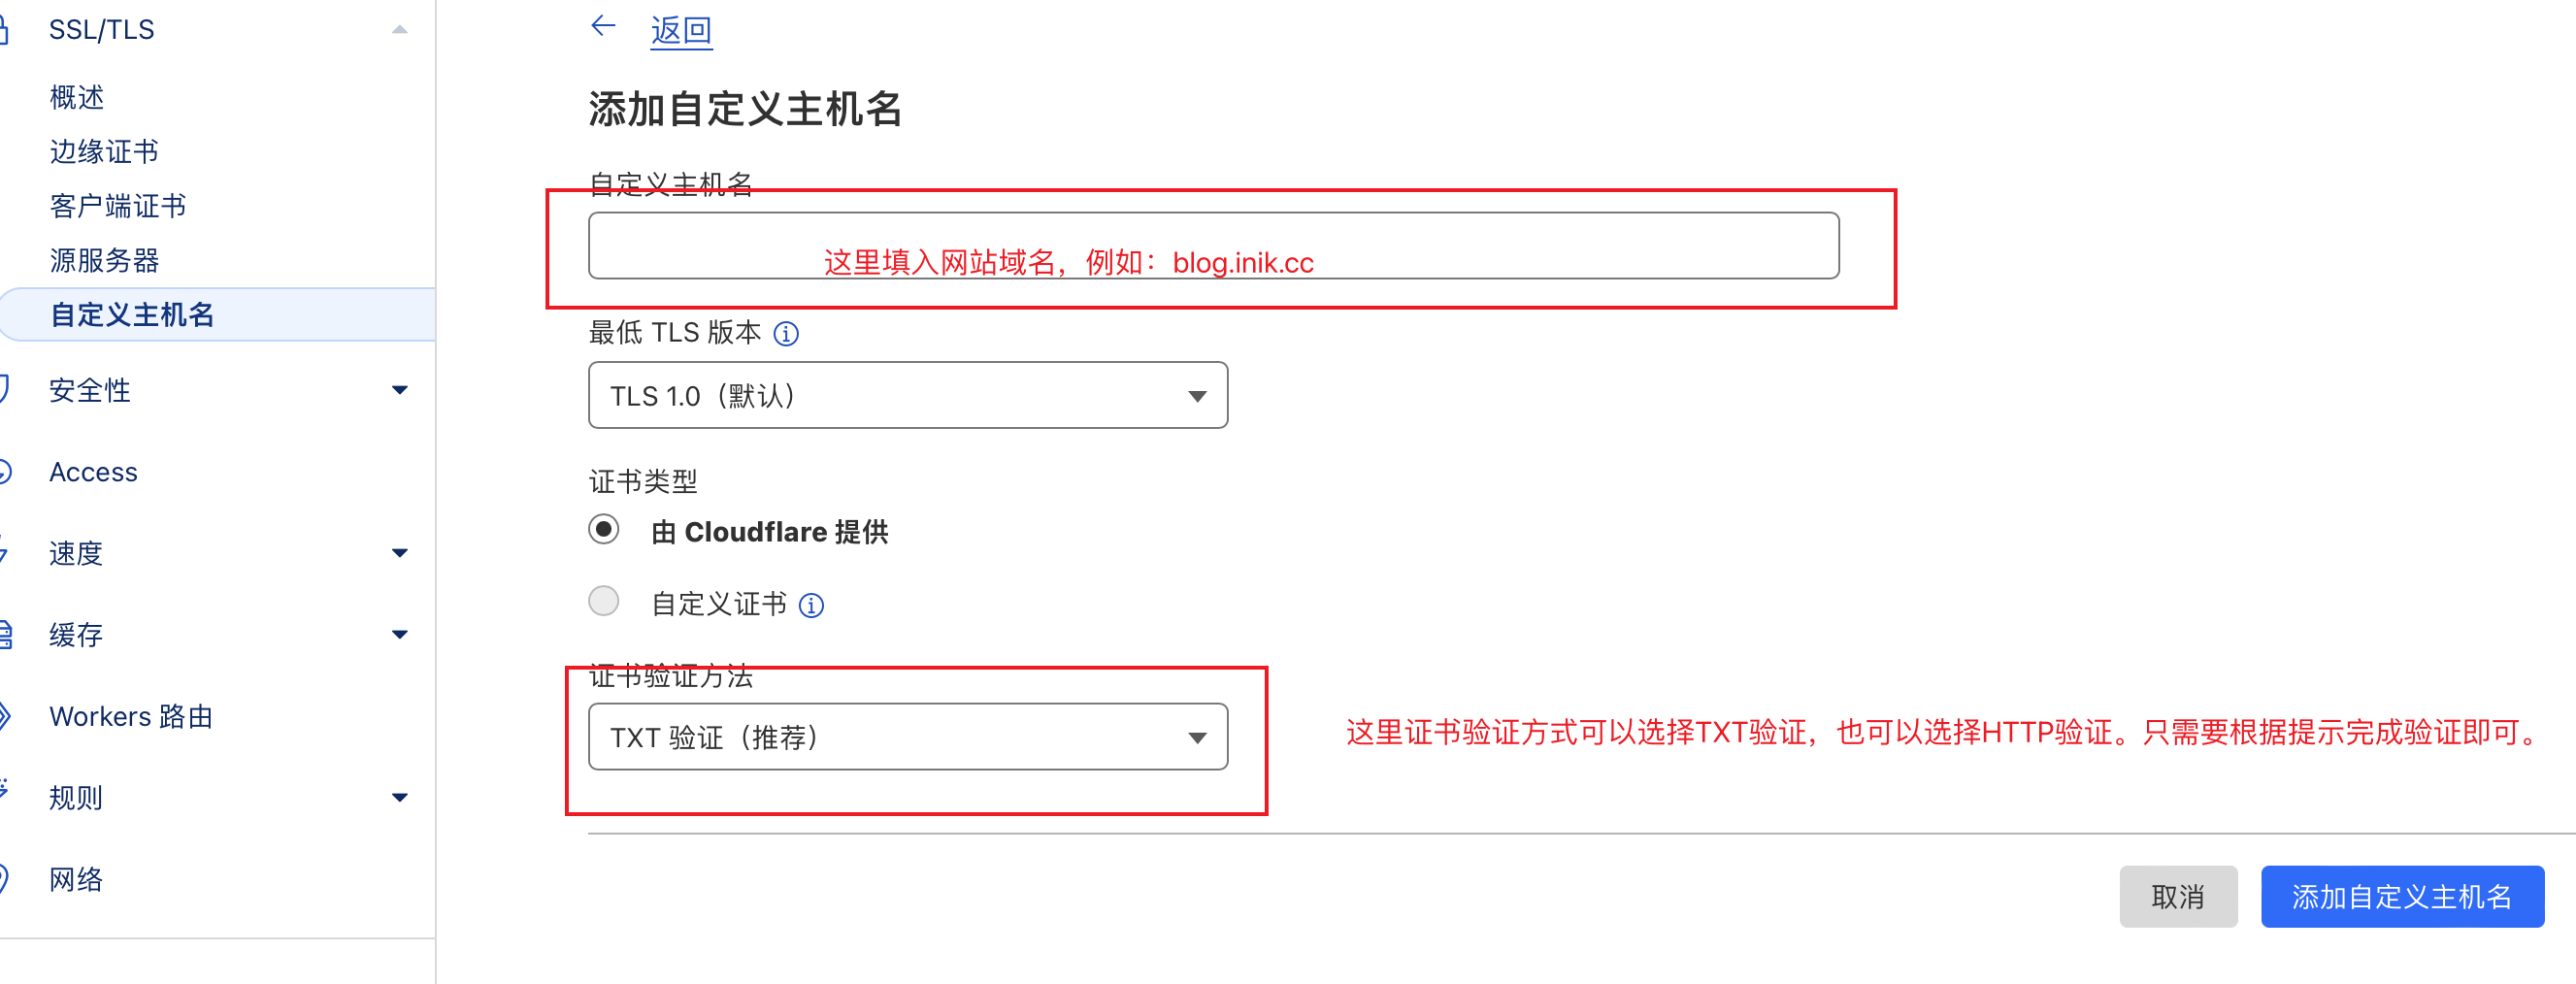 SSL/TLS
概述
边缘证书
客户端证书
源服务器
自定义主机名
安全性
Access
速度
缓存
Workers 路由
规则
网络
返回
添加自定义主机名
自定义主机名
这里填入网站域名，例如：blog.inik.cc
最低 TLS 版本
TLS 1.0（默认）
证书类型
由 Cloudflare 提供
自定义证书
证书验证方法
TXT 验证（推荐）
这里证书验证方式可以选择TXT验证，也可以选择HTTP验证。只需要根据提示完成验证即可。
取消
添加自定义主机名